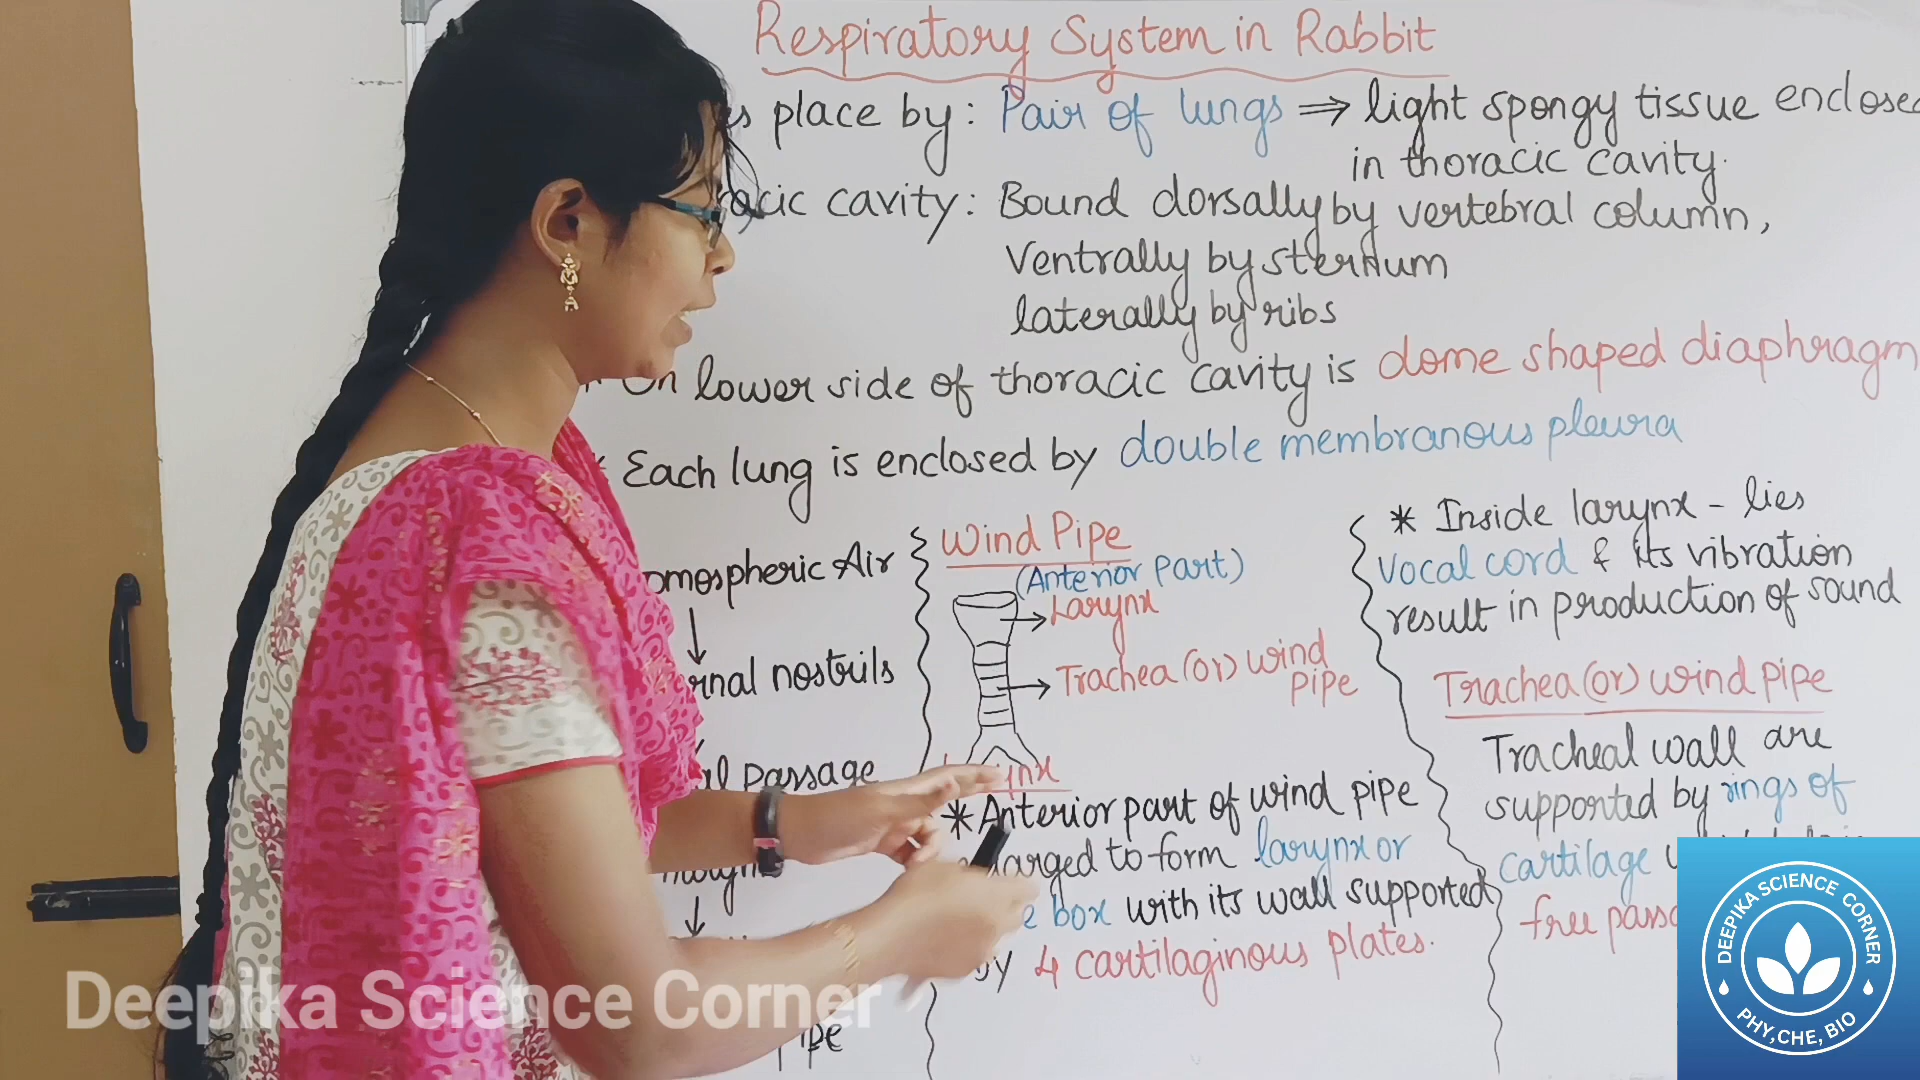 Respiratory System in Rabbit
place by: Pair of lungs ⇒ light spongy tissue enclosed
in thoracic cavity.
cavity: Bound dorsally by vertebral column,
Ventrally by sternum
laterally by ribs
On lower side of thoracic cavity is dome shaped diaphragm
Each lung is enclosed by double membranous pleura
Air
nostrils
passage
pipe
Wind Pipe
(Anterior part)
Larynx
Trachea (or) wind
pipe
* Anterior part of wind pipe
to form larynx or
box with its wall supported
by 4 cartilaginous plates.
* Inside larynx - lies
vocal cord & its vibration
result in production of sound
Trachea (or) wind pipe
Tracheal wall are
supported by rings of
cartilage
free
Deepika Science Corner
DEEPIKA SCIENCE CORNER
PHY,CHE, BIO